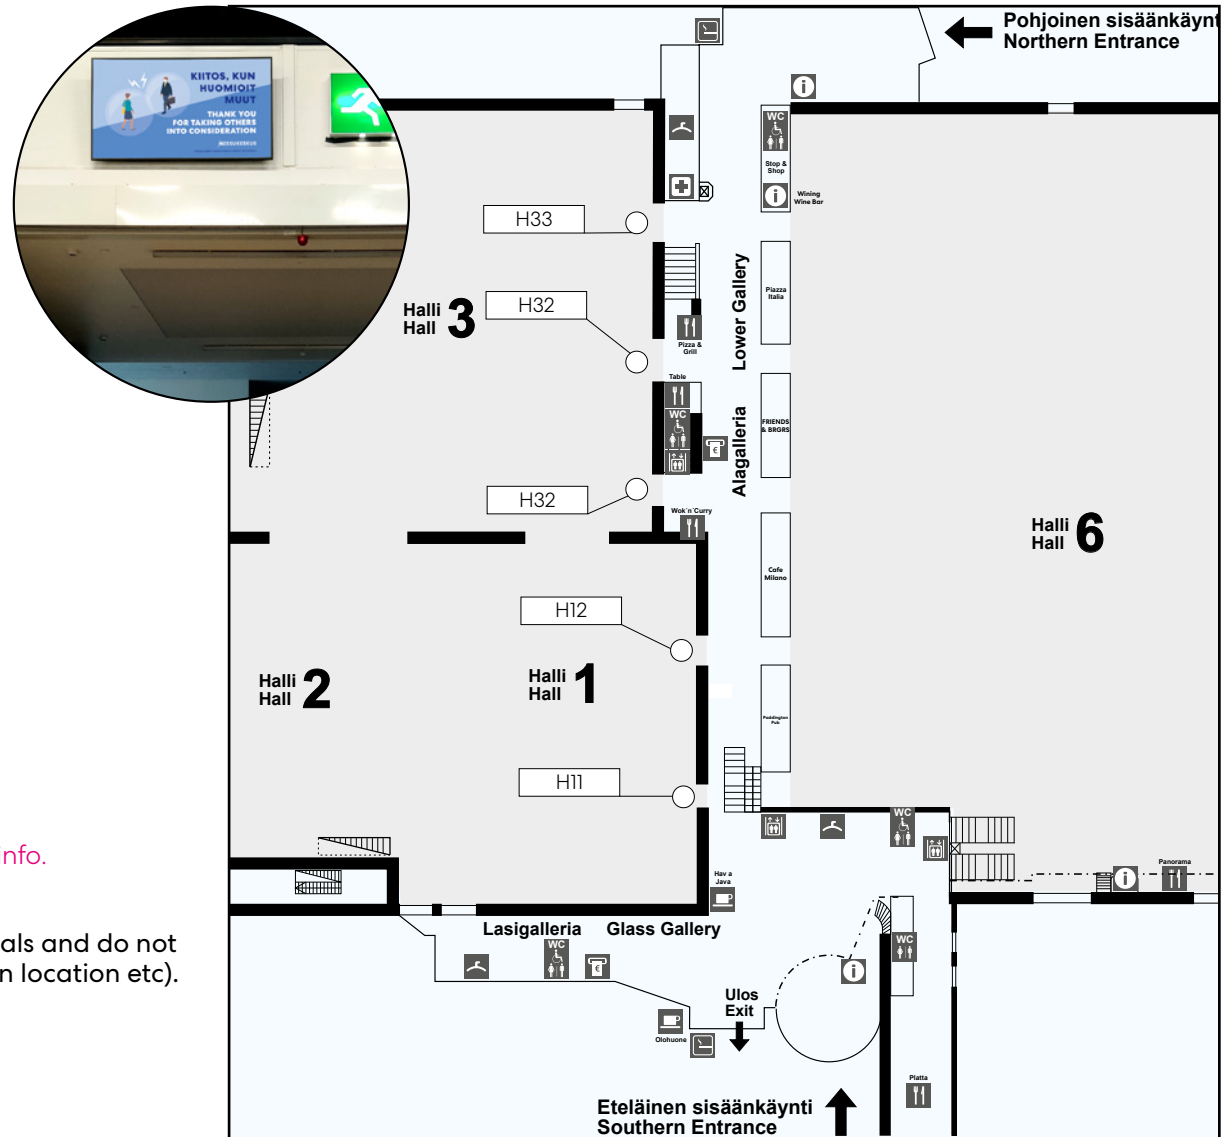 Pohjoinen sisäänkäynt
Northern Entrance
KIITOS, KUN
HUOMIOIT
MUUT
THANK YOU
FOR TAKING OTHERS
INTO CONSIDERATION
MESSUKESKUS
WC
Stop &
Shop
Wining
Wine Bar
H33
Lower Gallery
Piazza
Italia
Halli
Hall
3
H32
Pizza &
Grill
Table
WC
Alagalleria
FRIENDS
& BRGRS
H32
Wok'n'Curry
Halli
Hall
6
Cafe
Milano
H12
Halli
Hall
2
Halli
Hall
1
Paddington
Pub
H11
WC
info.
Hav a
Java
Panorama
als and do not
n location etc).
Lasigalleria
Glass Gallery
WC
WC
Ulos
Exit
Olohuone
Platta
Eteläinen sisäänkäynti
Southern Entrance